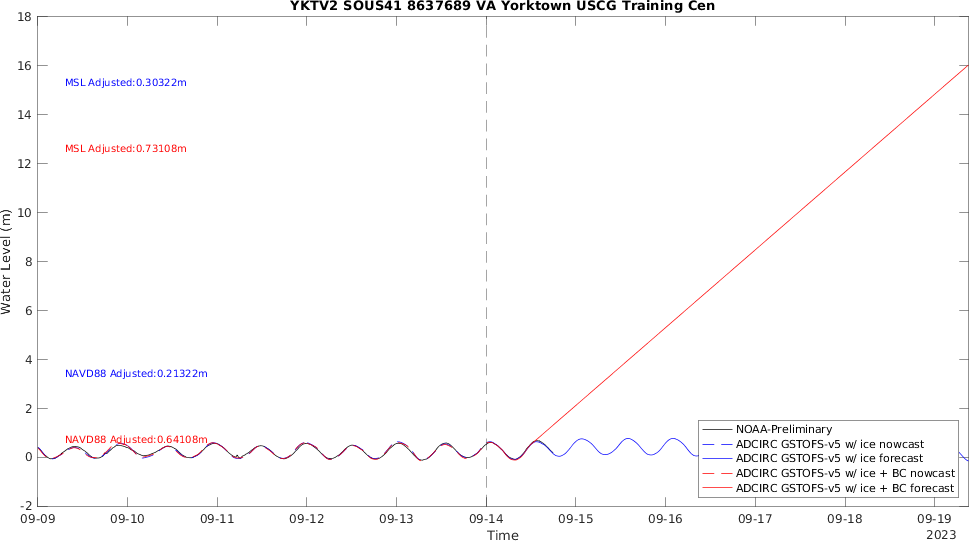 YKTV2 SOUS41 8637689 VA Yorktown USCG Training Cen
18
16
14
12
10
8
6
4
2
0
-2
Water Level (m)
MSL Adjusted:0.30322m
MSL Adjusted:0.73108m
NAVD88 Adjusted:0.21322m
NAVD88 Adjusted:0.64108m
NOAA-Preliminary
ADCIRC GSTOFS-v5 w/ ice nowcast
ADCIRC GSTOFS-v5 w/ ice forecast
ADCIRC GSTOFS-v5 w/ ice + BC nowcast
ADCIRC GSTOFS-v5 w/ ice + BC forecast
09-09 09-10 09-11 09-12 09-13 09-14 09-15 09-16 09-17 09-18 09-19
Time
2023